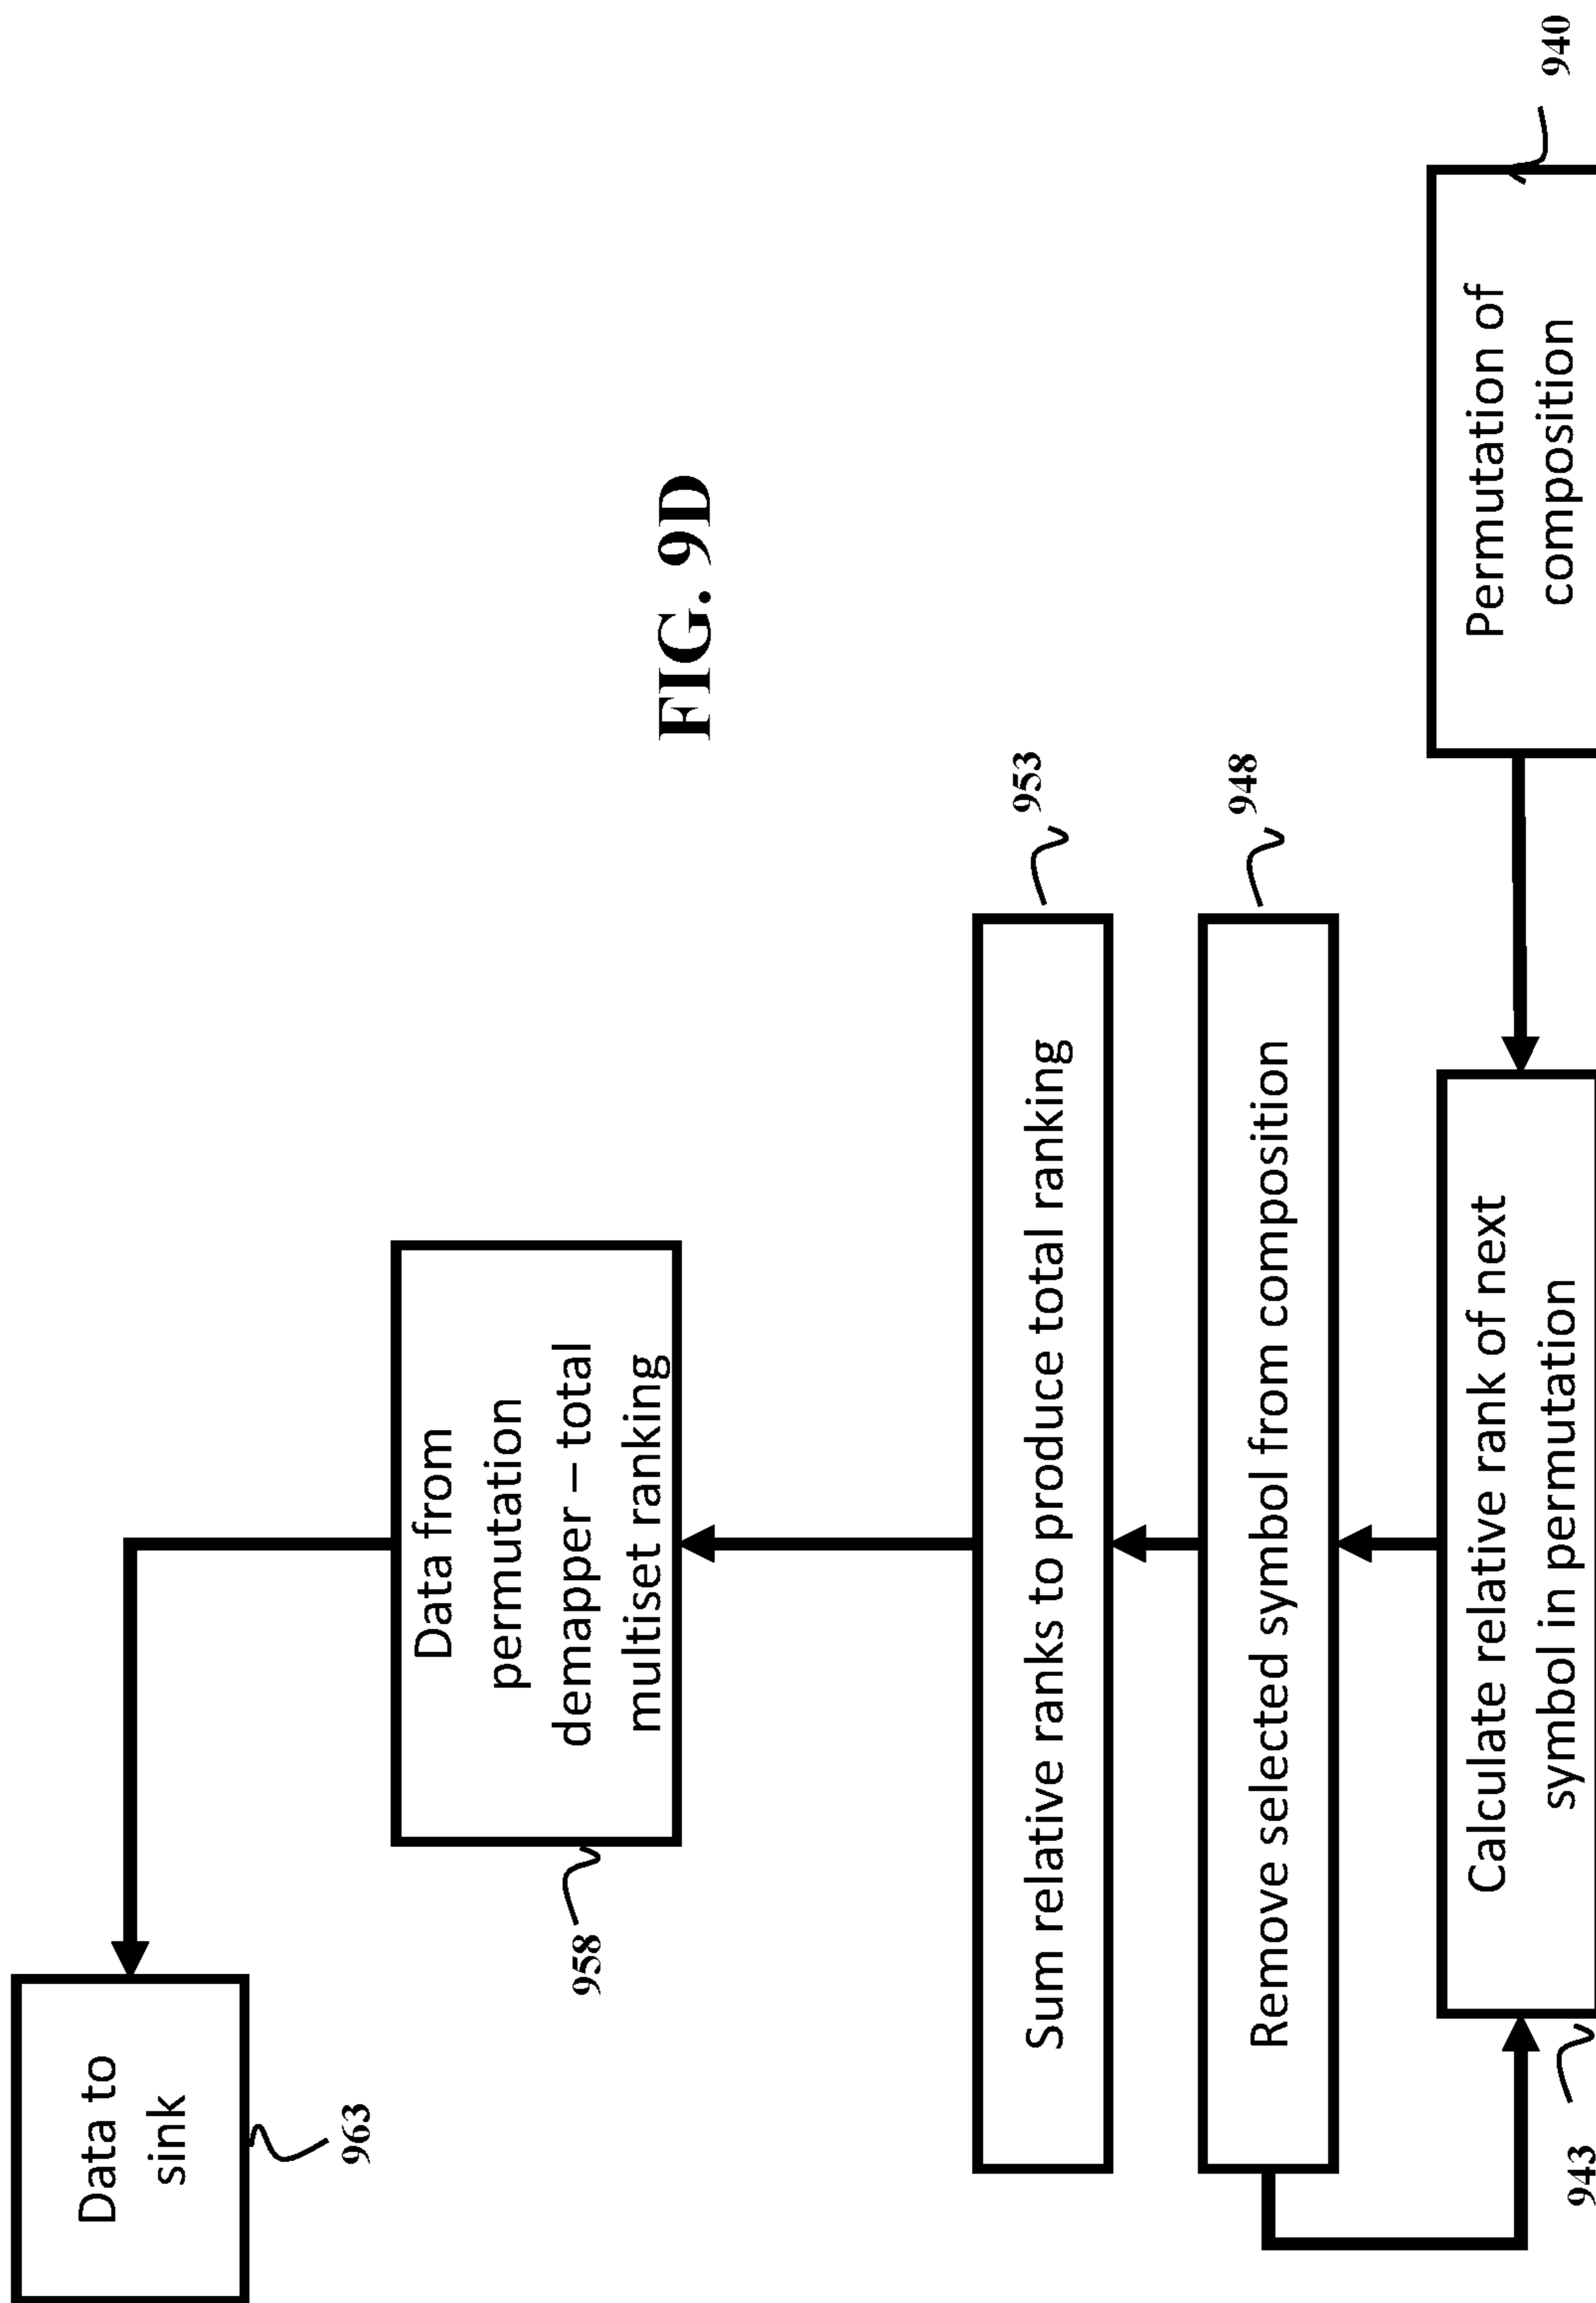 Data to
sink
963
Data from
permutation
demapper – total
multiset ranking
958
FIG. 9D
Sum relative ranks to produce total ranking
953
Remove selected symbol from composition
948
Calculate relative rank of next
symbol in permutation
943
Permutation of
composition
940